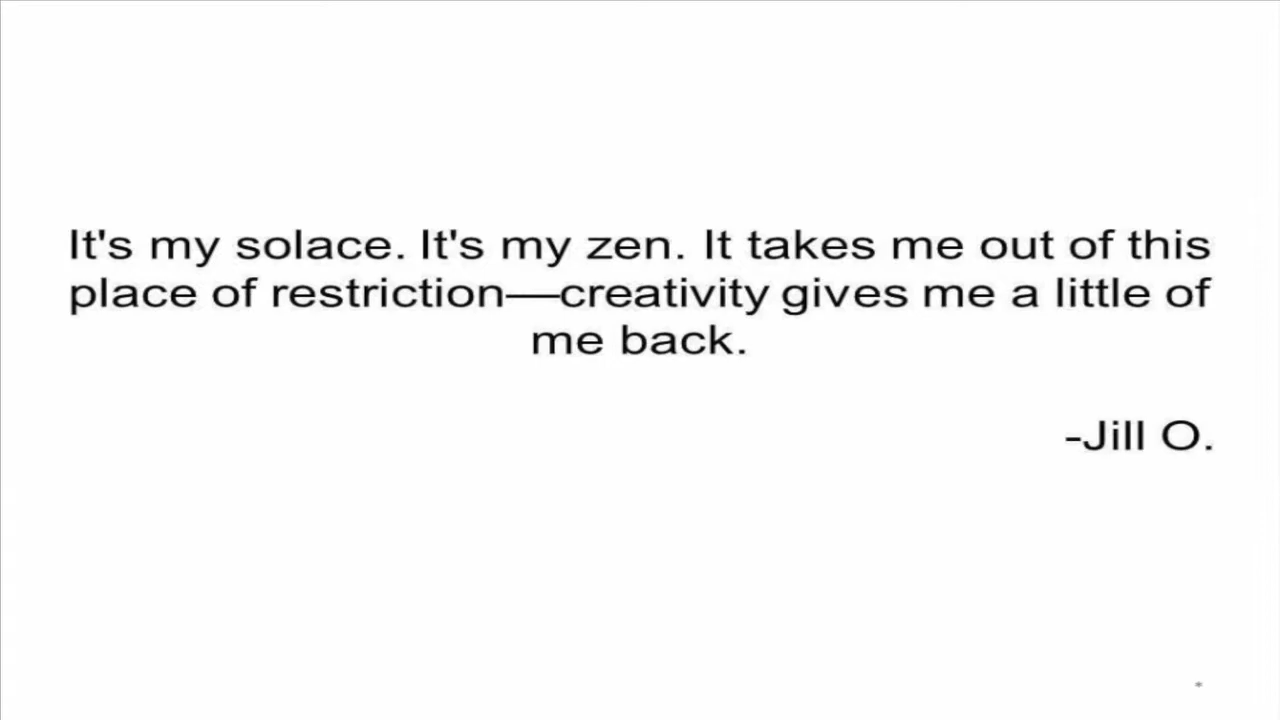 It's my solace. It's my zen. It takes me out of this
place of restriction—creativity gives me a little of
me back.
-Jill O.
*